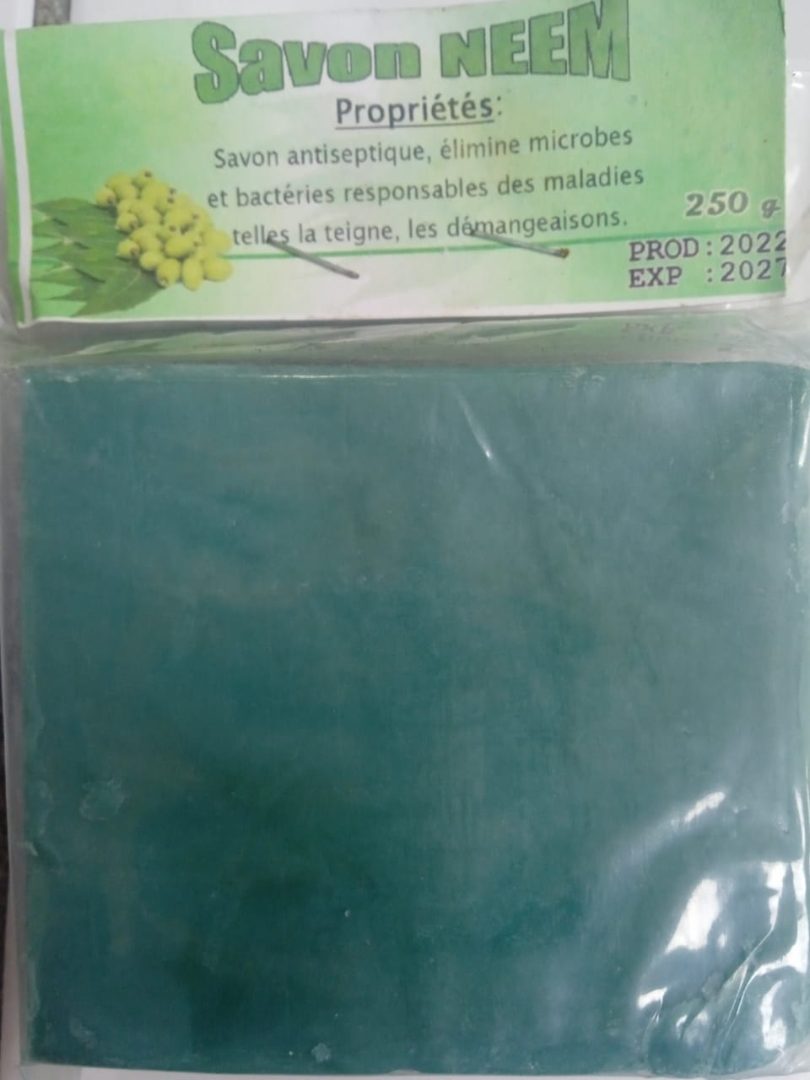 Savon NEEM
Propriétés:
Savon antiseptique, élimine microbes
et bactéries responsables des maladies
telles la teigne, les démangeaisons.
250 g
PROD : 2022
EXP : 2027